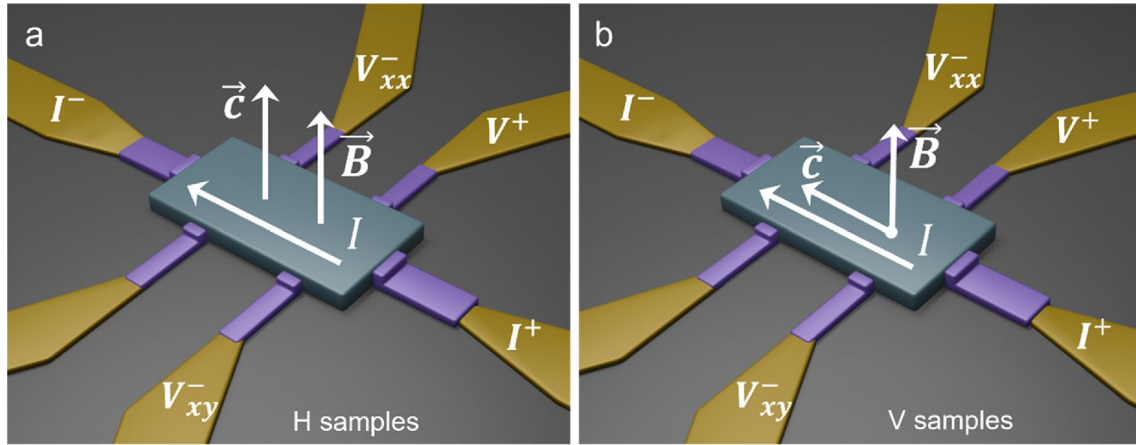 a
V⁻xx
c⃗
I⁻
B⃗
V⁺
I
I⁺
V⁻xy
H samples
b
V⁻xx
I⁻
B⃗
V⁺
c⃗
I
I⁺
V⁻xy
V samples